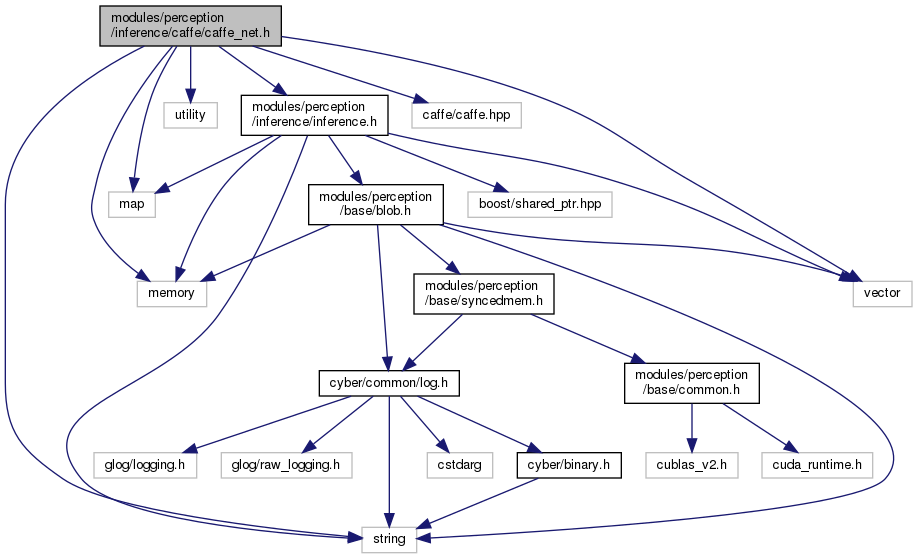 modules/perception
/inference/caffe/caffe_net.h
utility
modules/perception
/inference/inference.h
caffe/caffe.hpp
map
modules/perception
/base/blob.h
boost/shared_ptr.hpp
memory
modules/perception
/base/syncedmem.h
vector
cyber/common/log.h
modules/perception
/base/common.h
glog/logging.h
glog/raw_logging.h
cstdarg
cyber/binary.h
cublas_v2.h
cuda_runtime.h
string